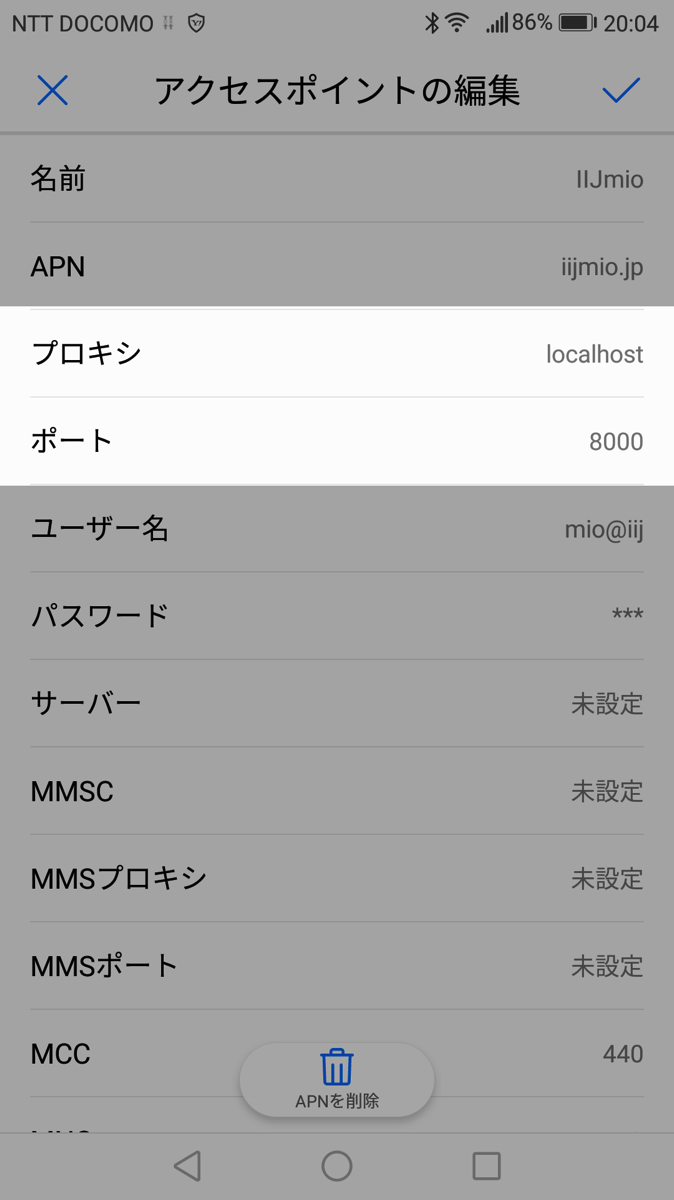 NTT DOCOMO 86% 20:04
アクセスポイントの編集
名前 IIJmio
APN iijmio.jp
プロキシ localhost
ポート 8000
ユーザー名 mio@iij
パスワード ***
サーバー 未設定
MMSC 未設定
MMSプロキシ 未設定
MMSポート 未設定
MCC 440
APNを削除